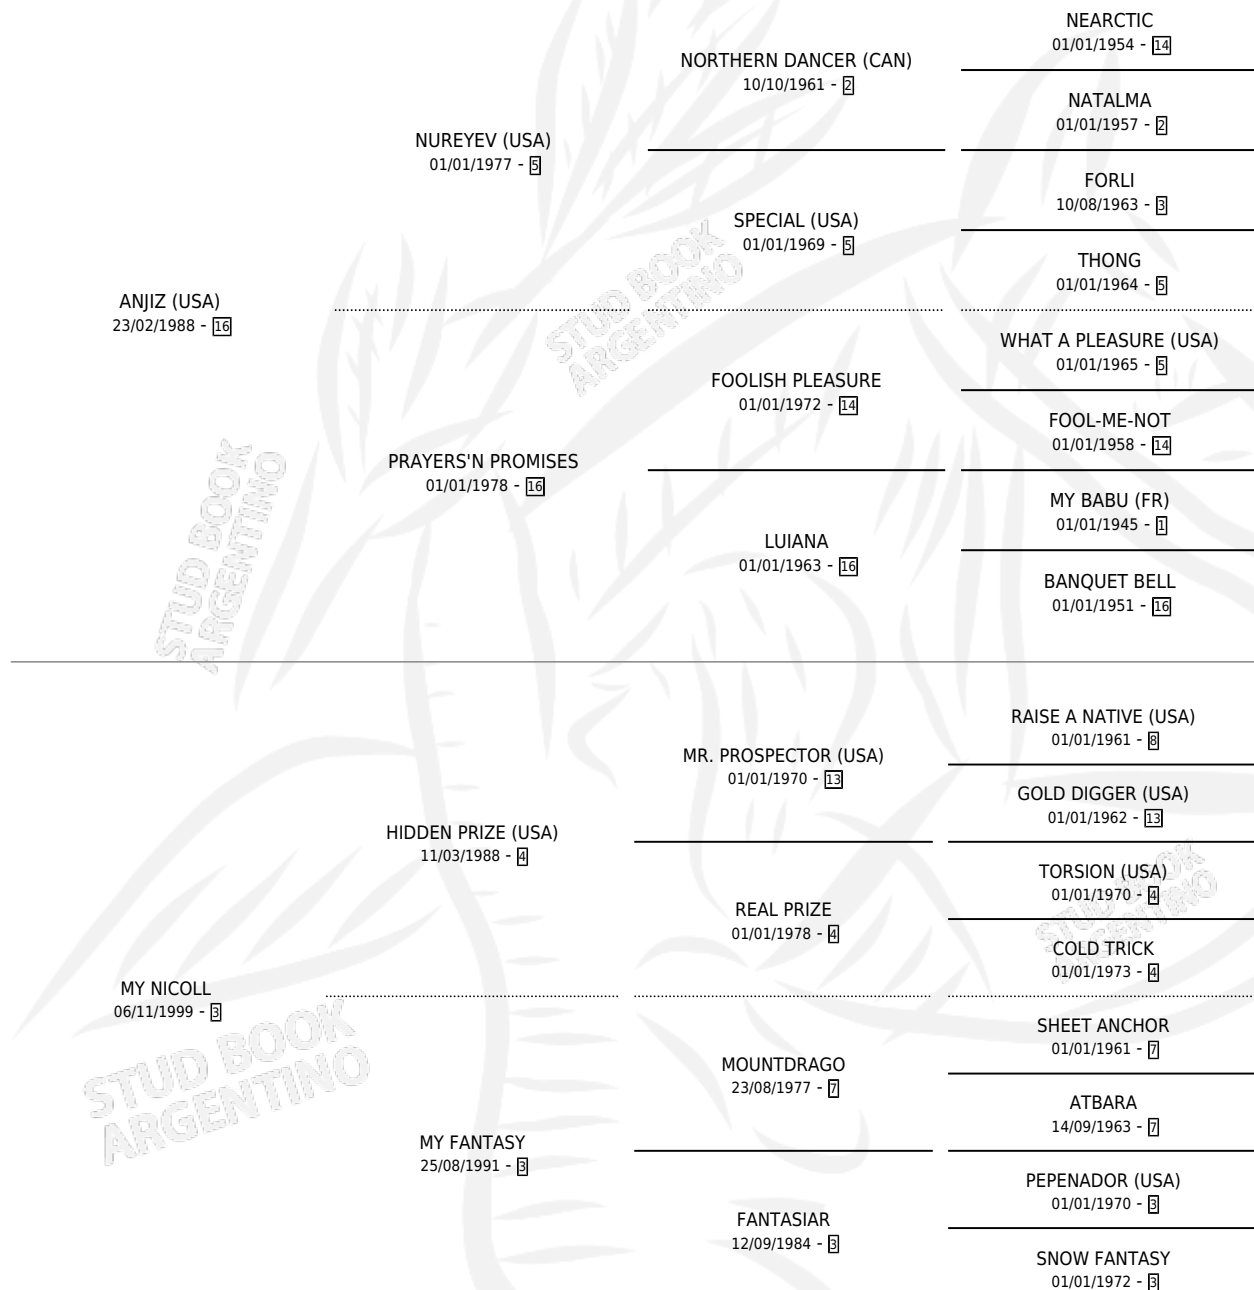 NEARCTIC
01/01/1954 - 14
NORTHERN DANCER (CAN)
10/10/1961 - 2
NATALMA
01/01/1957 - 2
NUREYEV (USA)
01/01/1977 - 5
FORLI
10/08/1963 - 3
SPECIAL (USA)
01/01/1969 - 5
THONG
01/01/1964 - 5
ANJIZ (USA)
23/02/1988 - 16
STUD BOOK
ARGENTINO
WHAT A PLEASURE (USA)
01/01/1965 - 5
FOOLISH PLEASURE
01/01/1972 - 14
FOOL-ME-NOT
01/01/1958 - 14
PRAYERS'N PROMISES
01/01/1978 - 16
MY BABU (FR)
01/01/1945 - 1
LUIANA
01/01/1963 - 16
BANQUET BELL
01/01/1951 - 16
STUD BOOK
ARGENTINO
RAISE A NATIVE (USA)
01/01/1961 - 8
MR. PROSPECTOR (USA)
01/01/1970 - 13
GOLD DIGGER (USA)
01/01/1962 - 13
HIDDEN PRIZE (USA)
11/03/1988 - 4
TORSION (USA)
01/01/1970 - 4
REAL PRIZE
01/01/1978 - 4
COLD TRICK
01/01/1973 - 4
STUD BOOK
ARGENTINO
MY NICOLL
06/11/1999 - 3
STUD BOOK
ARGENTINO
SHEET ANCHOR
01/01/1961 - 7
MOUNTDRAGO
23/08/1977 - 7
ATBARA
14/09/1963 - 7
MY FANTASY
25/08/1991 - 3
PEPENADOR (USA)
01/01/1970 - 3
FANTASIAR
12/09/1984 - 3
SNOW FANTASY
01/01/1972 - 3